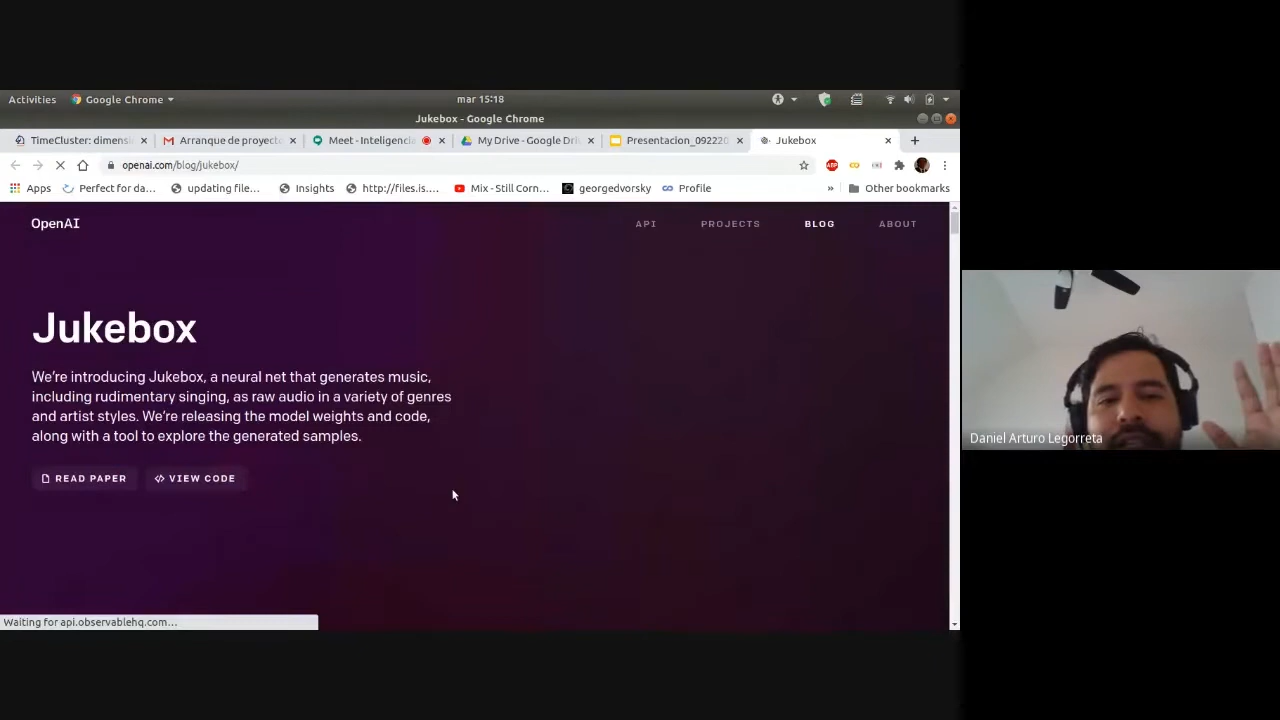 Activities
Google Chrome
mar 15:18
Jukebox - Google Chrome
TimeCluster: dimensi
Arranque de proyecto
Meet - Inteligencia
My Drive - Google Dri
Presentacion_092220
Jukebox
openai.com/blog/jukebox/
ABP
Apps
Perfect for da...
updating file...
Insights
http://files.is....
Mix - Still Corn...
georgedvorsky
Profile
»
Other bookmarks
OpenAI
API
PROJECTS
BLOG
ABOUT
Jukebox
We're introducing Jukebox, a neural net that generates music,
including rudimentary singing, as raw audio in a variety of genres
and artist styles. We're releasing the model weights and code,
along with a tool to explore the generated samples.
READ PAPER
VIEW CODE
Waiting for api.observablehq.com...
Daniel Arturo Legorreta